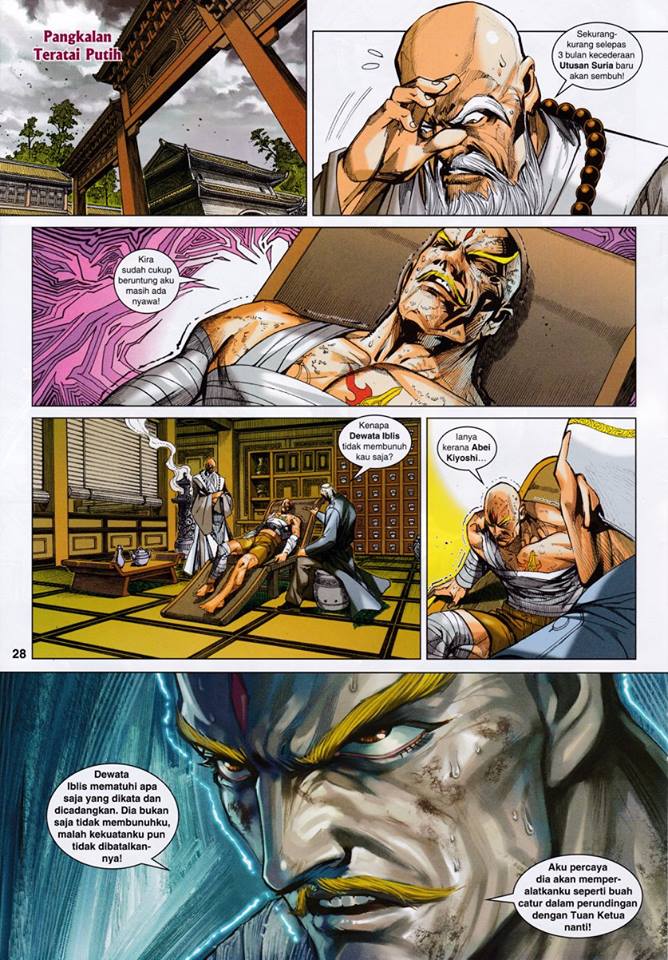 Pangkalan
Teratai Putih
Sekurang-
kurang selepas
3 bulan kecederaan
Utusan Suria baru
akan sembuh!
Kira
sudah cukup
beruntung aku
masih ada
nyawa!
Kenapa
Dewata Iblis
tidak membunuh
kau saja?
Ianya
kerana Abei
Kiyoshi...
28
Dewata
Iblis mematuhi apa
saja yang dikata dan
dicadangkan. Dia bukan
saja tidak membunuhku,
malah kekuatanku pun
tidak dibatalkan-
nya!
Aku percaya
dia akan memper-
alatkanku seperti buah
catur dalam perundingan
dengan Tuan Ketua
nanti!